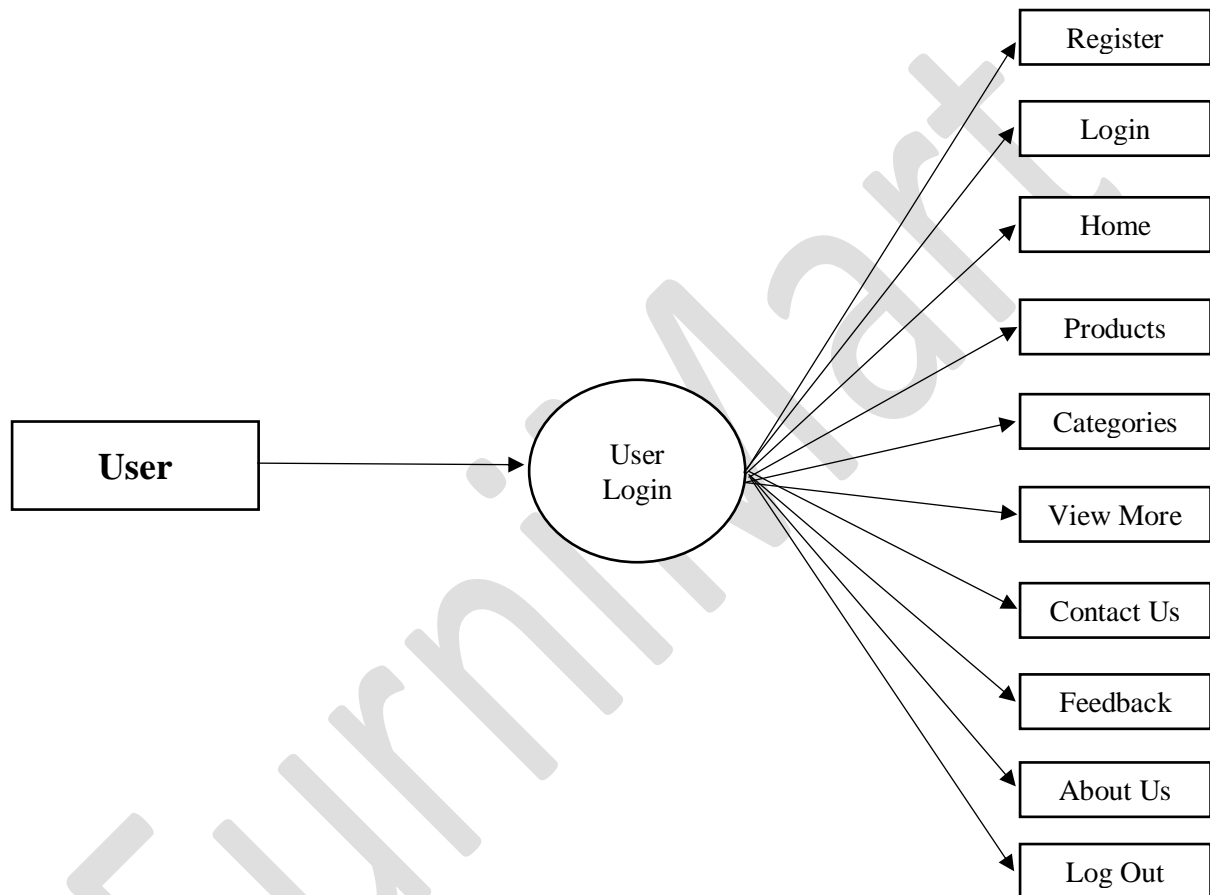 Register
Login
Home
Products
Categories
User
User
Login
View More
Contact Us
Feedback
About Us
Log Out
FurniMart